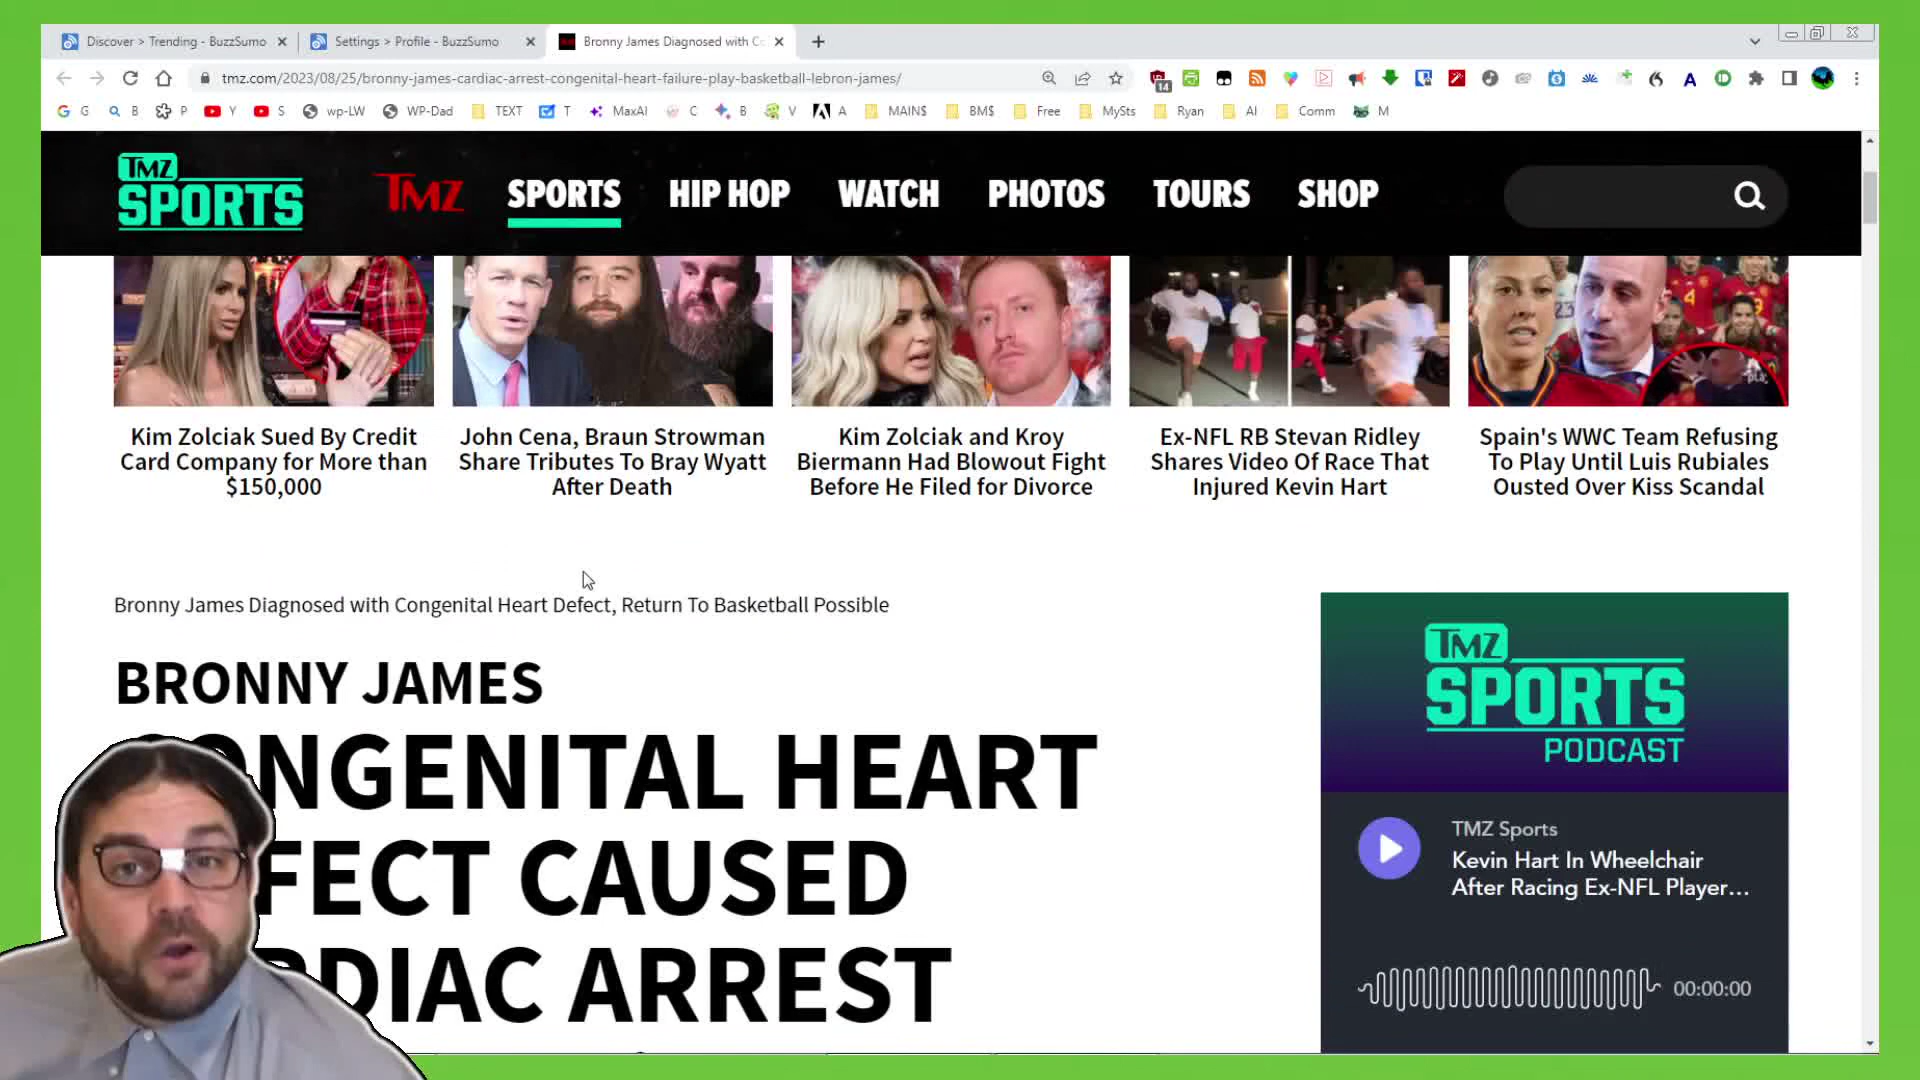 Discover > Trending - BuzzSumo
Settings > Profile - BuzzSumo
Bronny James Diagnosed with Co
tmz.com/2023/08/25/bronny-james-cardiac-arrest-congenital-heart-failure-play-basketball-lebron-james/
14
G B P Y S wp-LW WP-Dad TEXT T MaxAI C B V A MAIN$ BM$ Free MySts Ryan AI Comm M
TMZ SPORTS
TMZ SPORTS HIP HOP WATCH PHOTOS TOURS SHOP
Kim Zolciak Sued By Credit
Card Company for More than
$150,000
John Cena, Braun Strowman
Share Tributes To Bray Wyatt
After Death
Kim Zolciak and Kroy
Biermann Had Blowout Fight
Before He Filed for Divorce
Ex-NFL RB Stevan Ridley
Shares Video Of Race That
Injured Kevin Hart
Spain's WWC Team Refusing
To Play Until Luis Rubiales
Ousted Over Kiss Scandal
Bronny James Diagnosed with Congenital Heart Defect, Return To Basketball Possible
BRONNY JAMES
ONGENITAL HEART
FECT CAUSED
RDIAC ARREST
TMZ
SPORTS
PODCAST
TMZ Sports
Kevin Hart In Wheelchair
After Racing Ex-NFL Player...
00:00:00